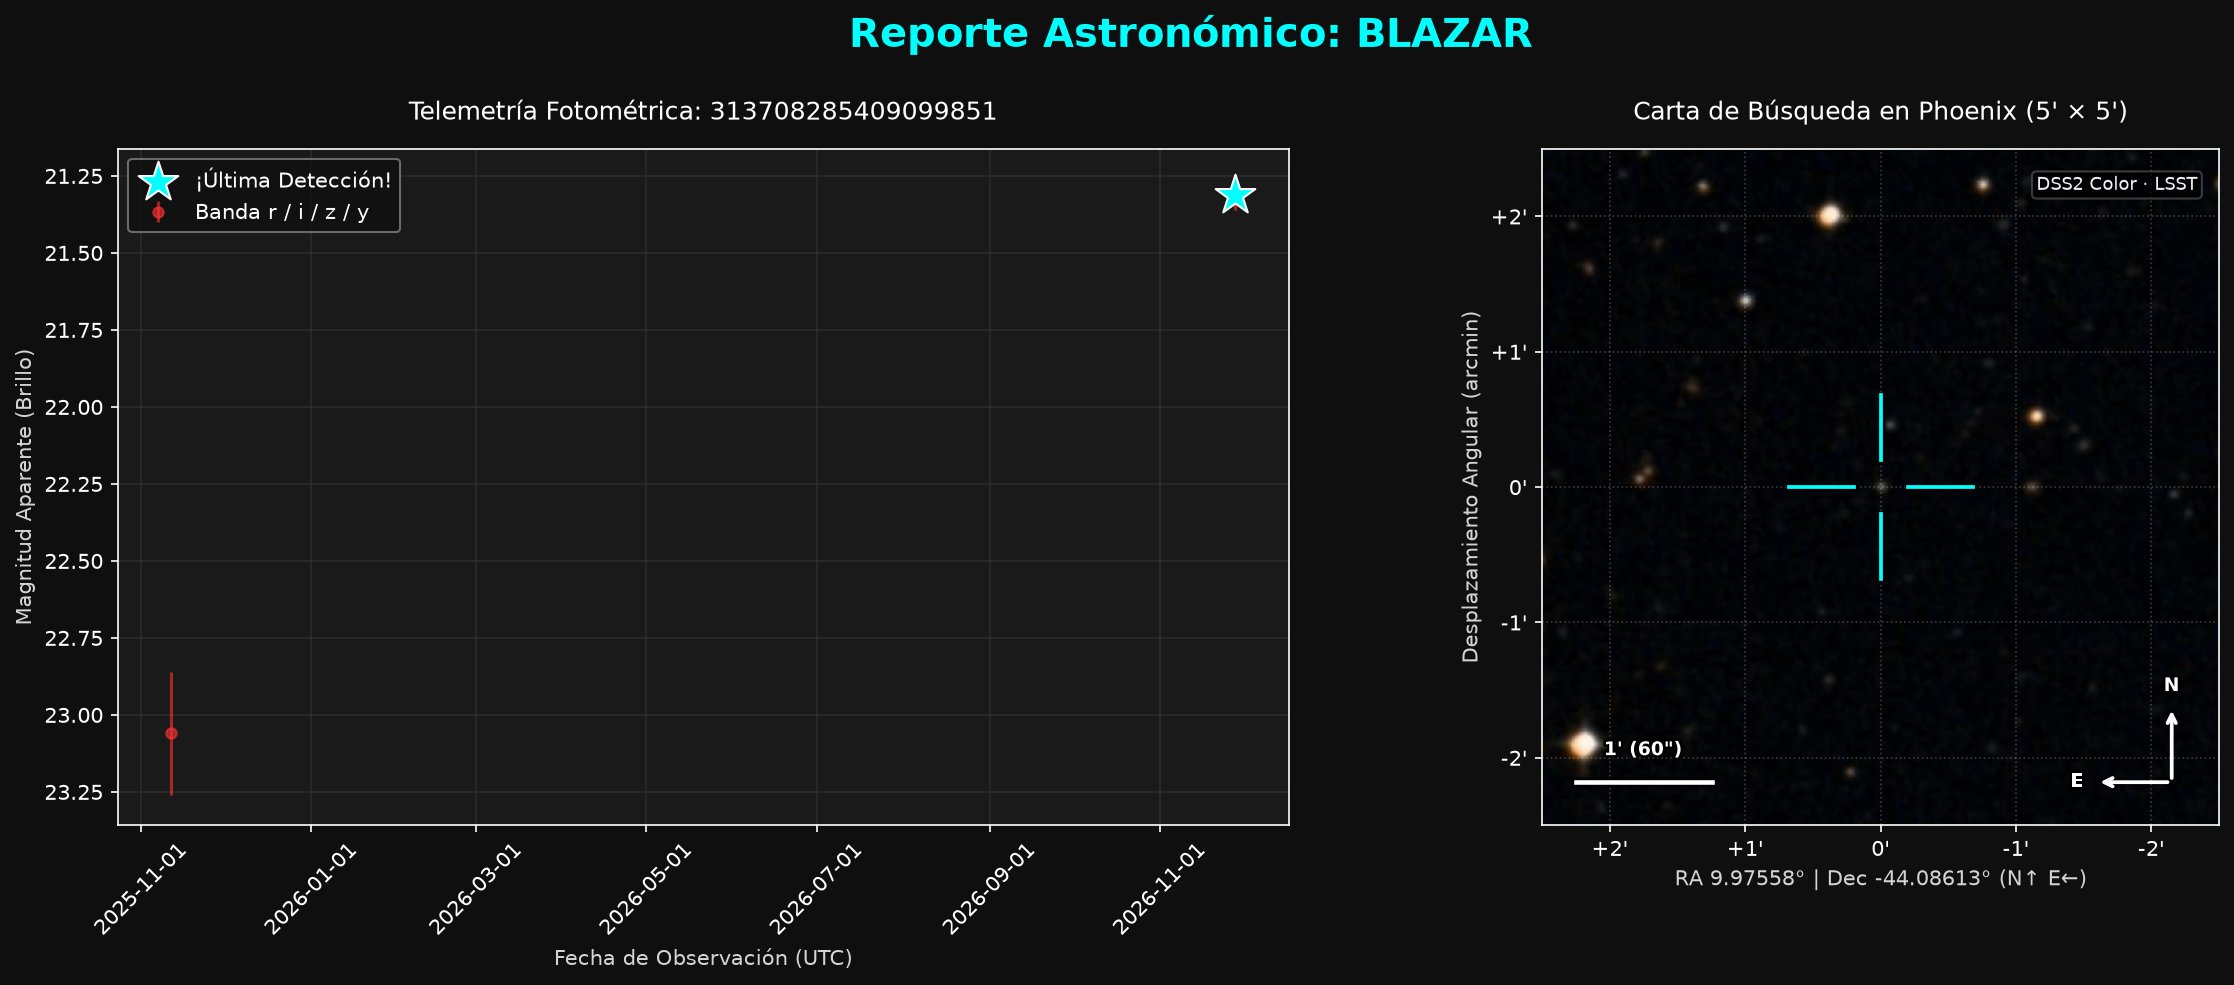 Reporte Astronómico: BLAZAR
Telemetría Fotométrica: 313708285409099851
¡Última Detección!
Banda r / i / z / y
Magnitud Aparente (Brillo)
21.25
21.50
21.75
22.00
22.25
22.50
22.75
23.00
23.25
2025-11-01
2026-01-01
2026-03-01
2026-05-01
2026-07-01
2026-09-01
2026-11-01
Fecha de Observación (UTC)
Carta de Búsqueda en Phoenix (5' × 5')
DSS2 Color · LSST
Desplazamiento Angular (arcmin)
+2'
+1'
0'
-1'
-2'
N
E
1' (60")
+2'
+1'
0'
-1'
-2'
RA 9.97558° | Dec -44.08613° (N↑ E←)